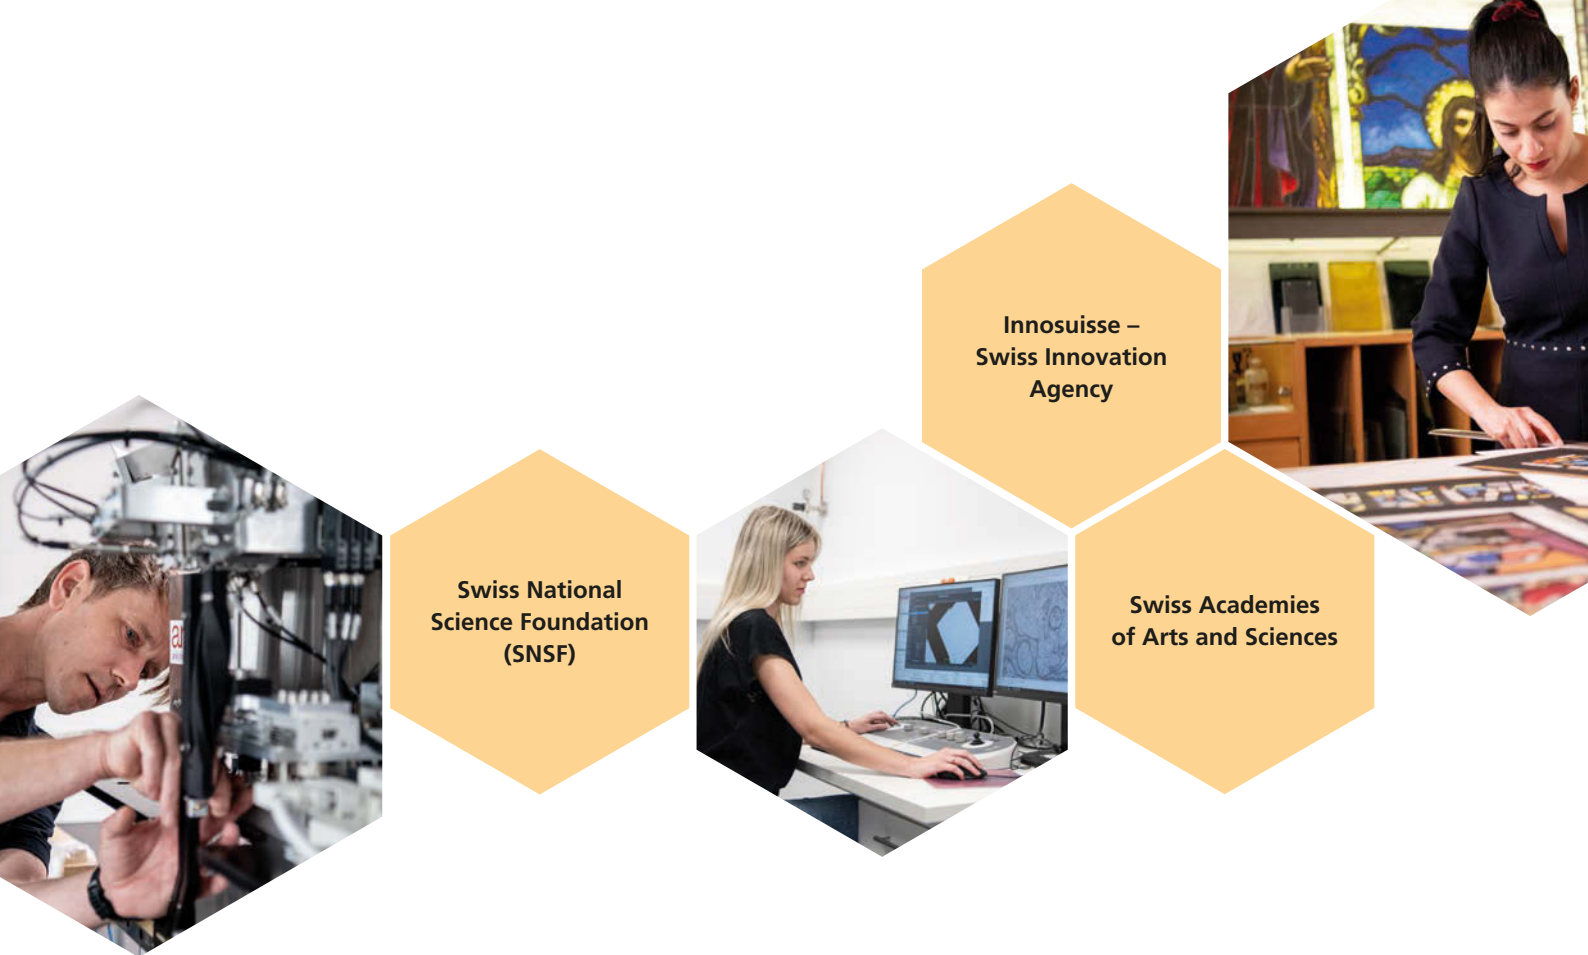 Innosuisse –
Swiss Innovation
Agency
Swiss National
Science Foundation
(SNSF)
Swiss Academies
of Arts and Sciences